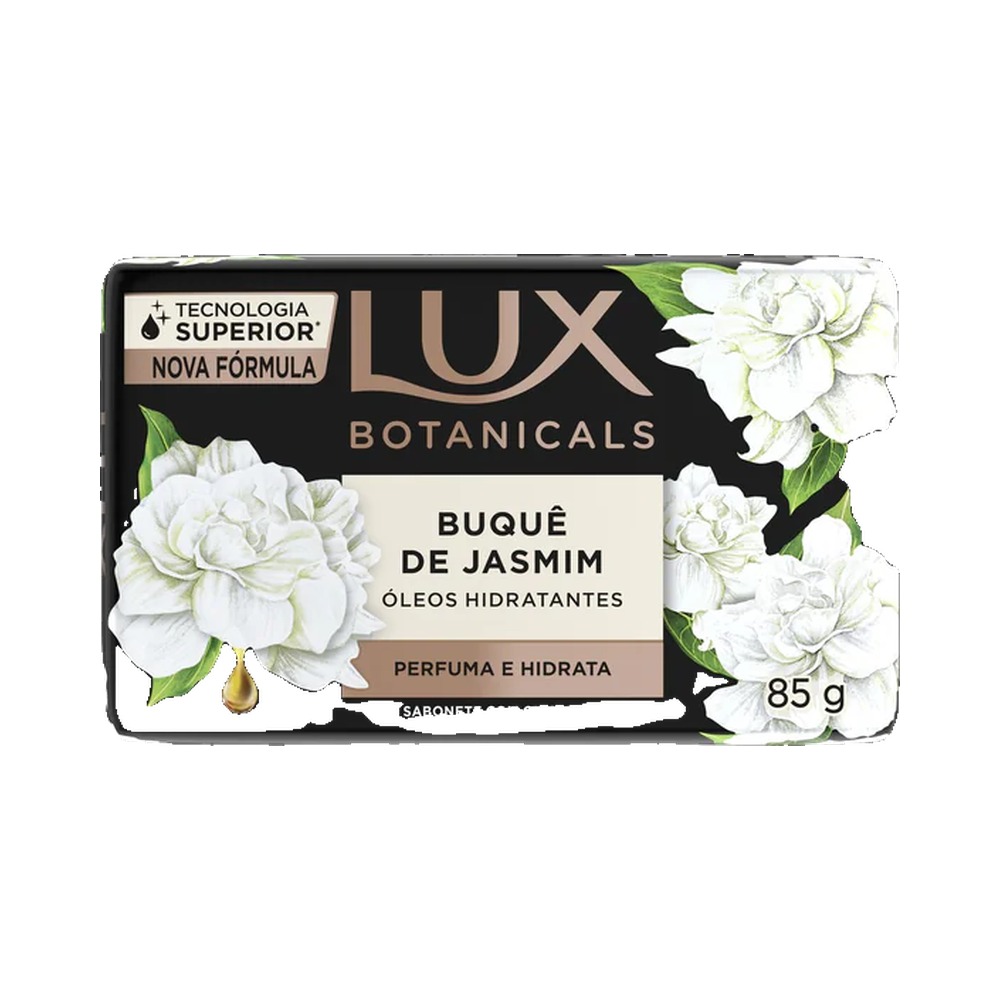 TECNOLOGIA
SUPERIOR*
NOVA FÓRMULA
LUX
BOTANICALS
BUQUÊ
DE JASMIM
ÓLEOS HIDRATANTES
PERFUMA E HIDRATA
85 g